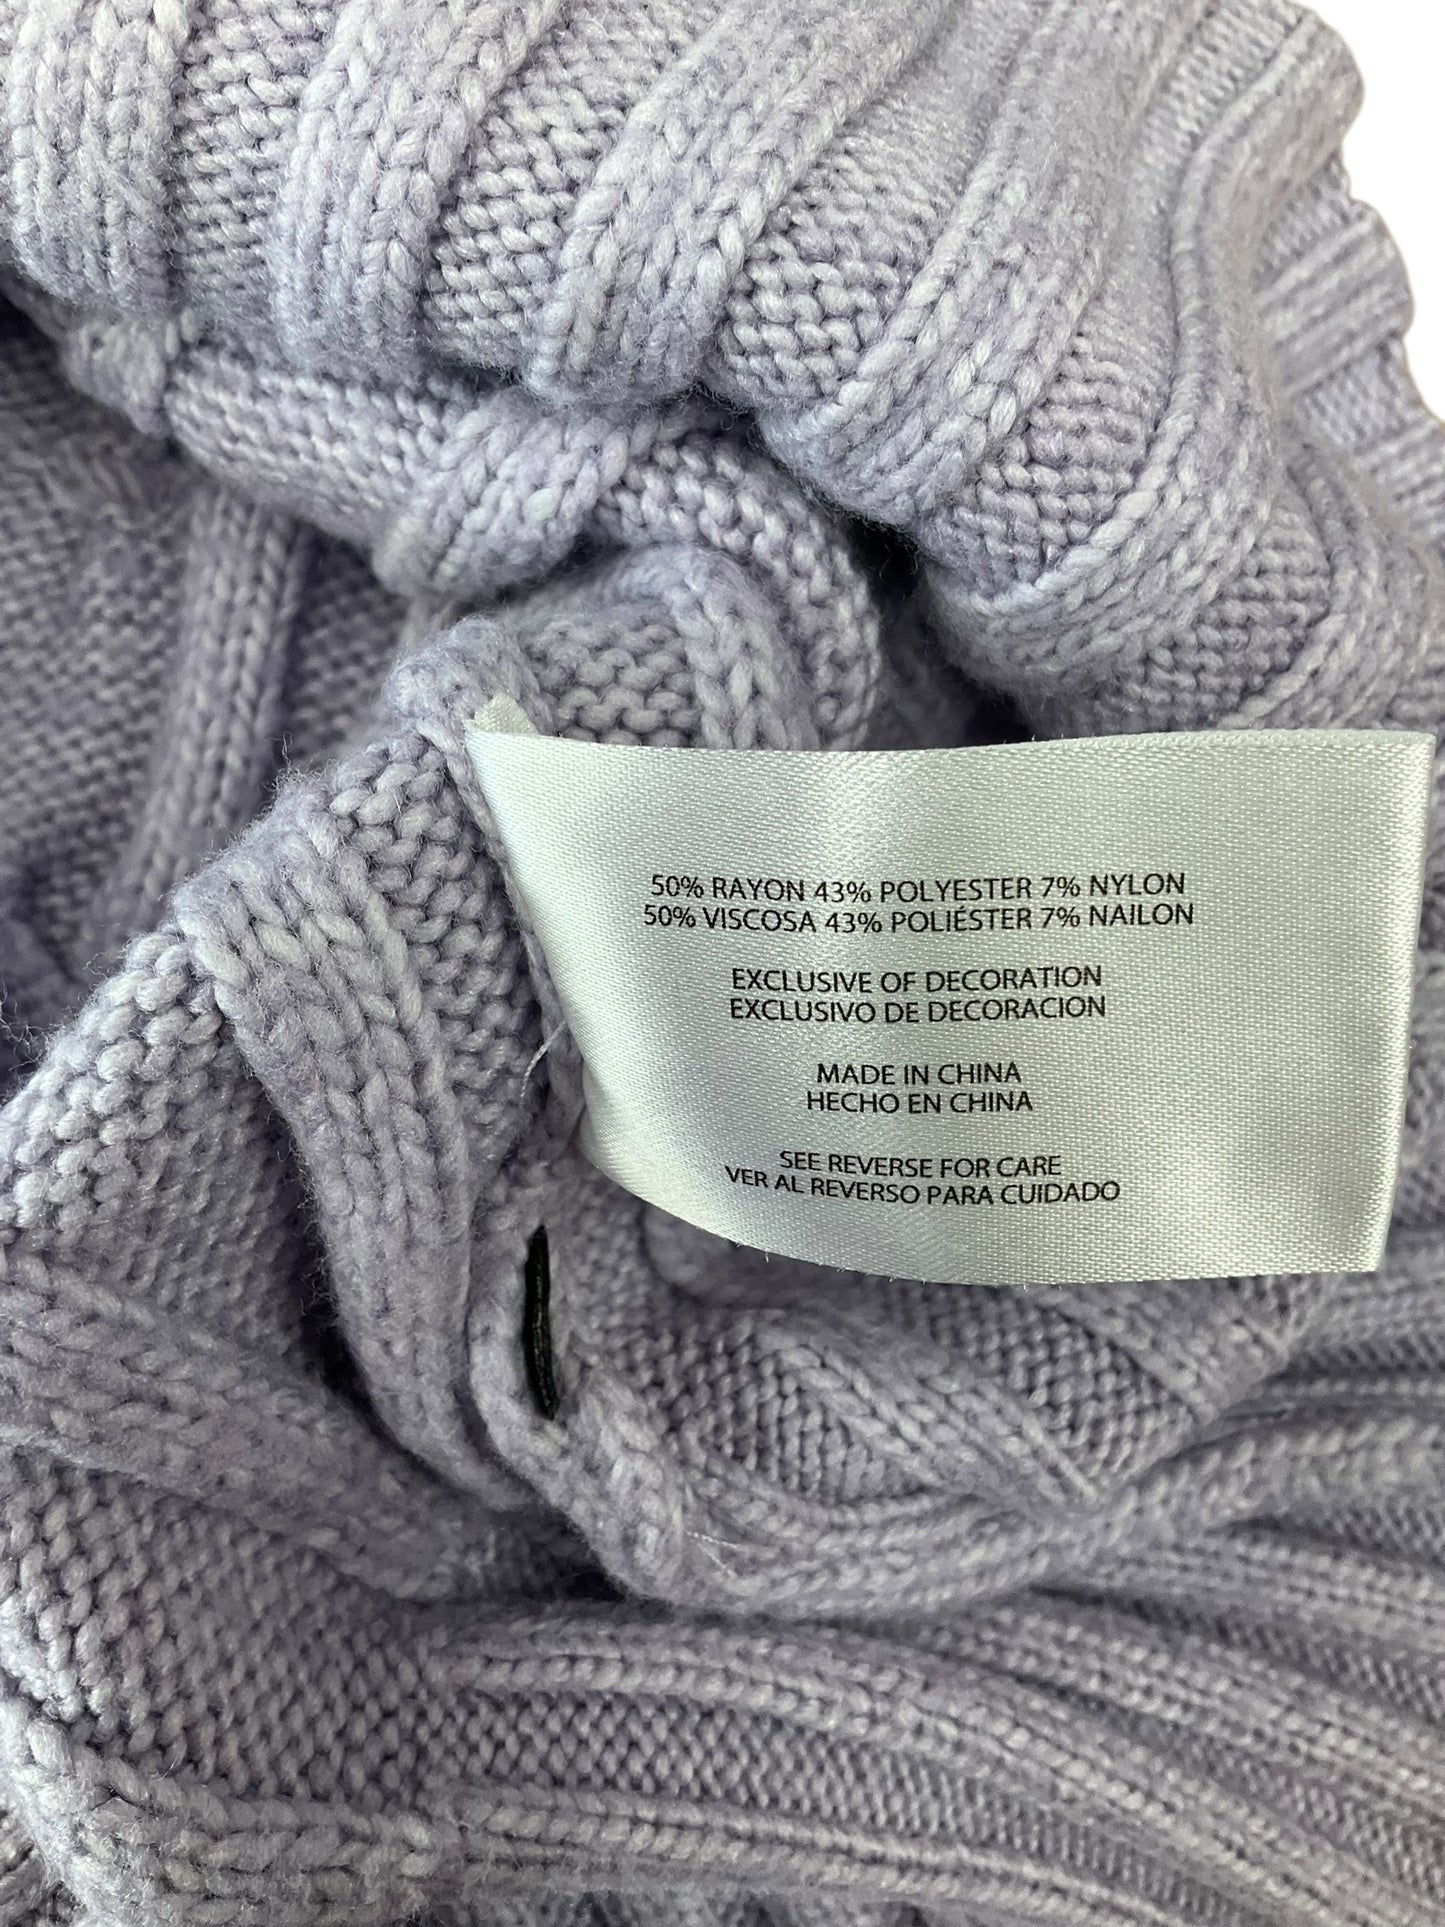 50% RAYON 43% POLYESTER 7% NYLON
50% VISCOSA 43% POLIÉSTER 7% NAILON
EXCLUSIVE OF DECORATION
EXCLUSIVO DE DECORACION
MADE IN CHINA
HECHO EN CHINA
SEE REVERSE FOR CARE
VER AL REVERSO PARA CUIDADO